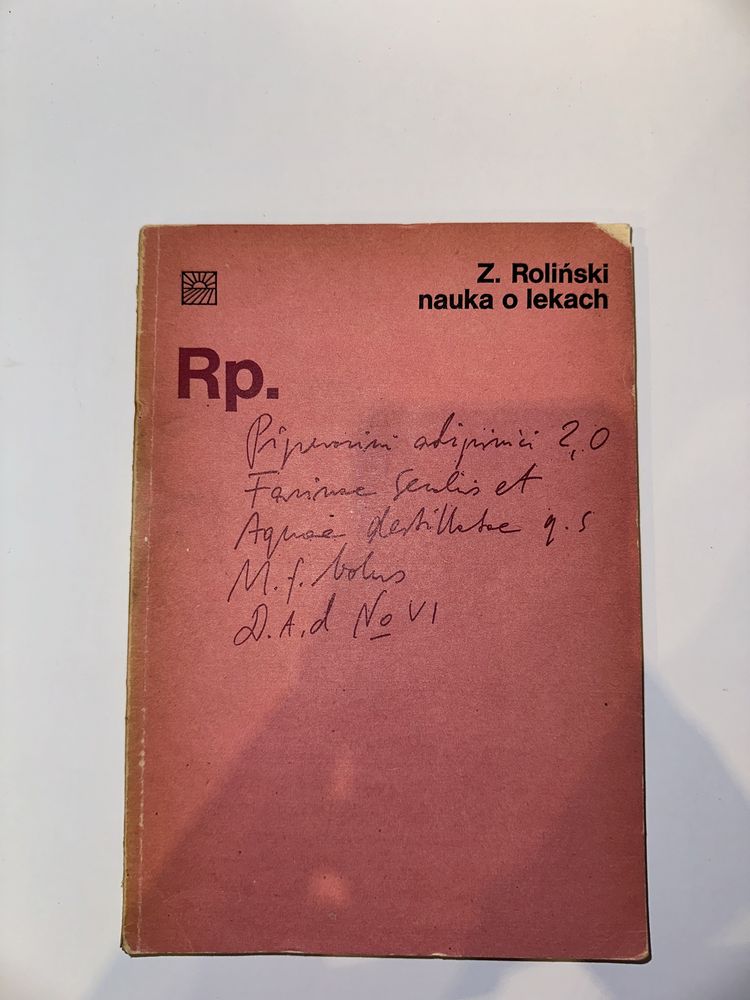 Z. Roliński
nauka o lekach
Rp.
Piperazini adipinici 2,0
Farinae Secalis et
Aquae destillatae q.s
M. f. bolus
D.A.d No VI